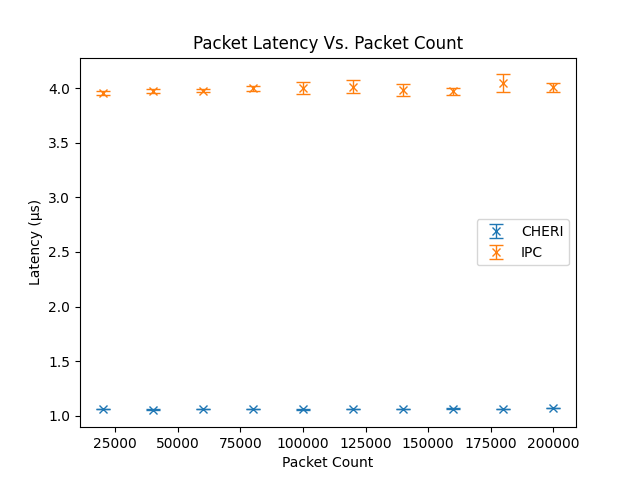 Packet Latency Vs. Packet Count
4.0
3.5
3.0
2.5
2.0
1.5
1.0
Latency (μs)
CHERI
IPC
25000 50000 75000 100000 125000 150000 175000 200000
Packet Count